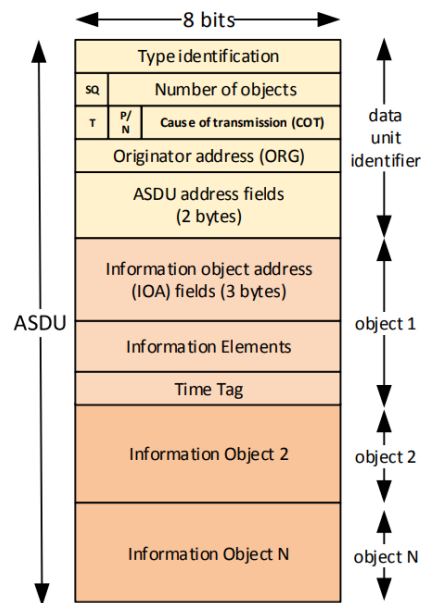 8 bits
Type identification
SQ
Number of objects
T
P/
N
Cause of transmission (COT)
Originator address (ORG)
ASDU address fields
(2 bytes)
data
unit
identifier
Information object address
(IOA) fields (3 bytes)
ASDU
object 1
Information Elements
Time Tag
Information Object 2
object 2
Information Object N
object N